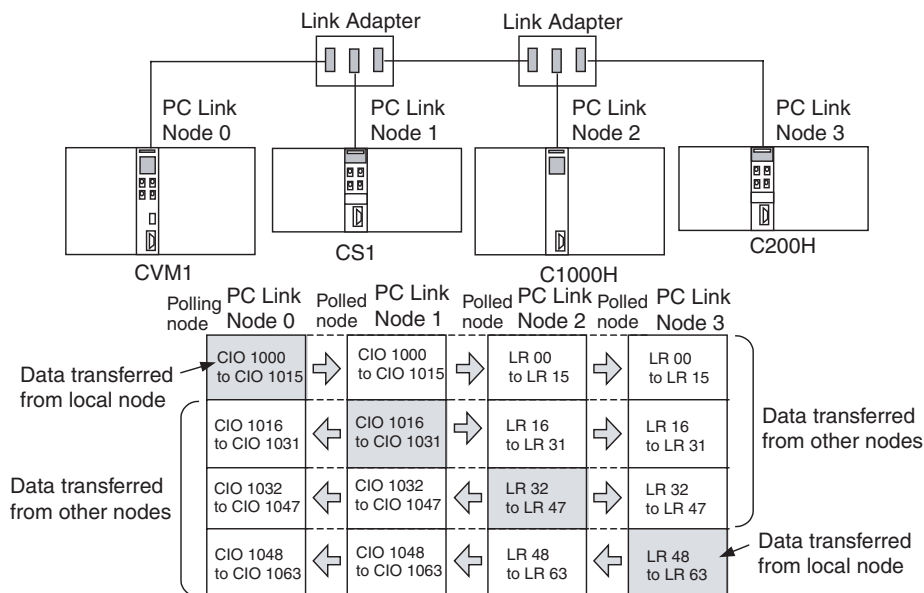 Link Adapter
Link Adapter
PC Link
Node 0
PC Link
Node 1
PC Link
Node 2
PC Link
Node 3
CVM1
CS1
C1000H
C200H
Polling
node
PC Link
Node 0
Polled
node
PC Link
Node 1
Polled
node
PC Link
Node 2
Polled
node
PC Link
Node 3
Data transferred
from local node
CIO 1000
to CIO 1015
CIO 1000
to CIO 1015
LR 00
to LR 15
LR 00
to LR 15
CIO 1016
to CIO 1031
CIO 1016
to CIO 1031
LR 16
to LR 31
LR 16
to LR 31
Data transferred
from other nodes
Data transferred
from other nodes
CIO 1032
to CIO 1047
CIO 1032
to CIO 1047
LR 32
to LR 47
LR 32
to LR 47
CIO 1048
to CIO 1063
CIO 1048
to CIO 1063
LR 48
to LR 63
LR 48
to LR 63
Data transferred
from local node